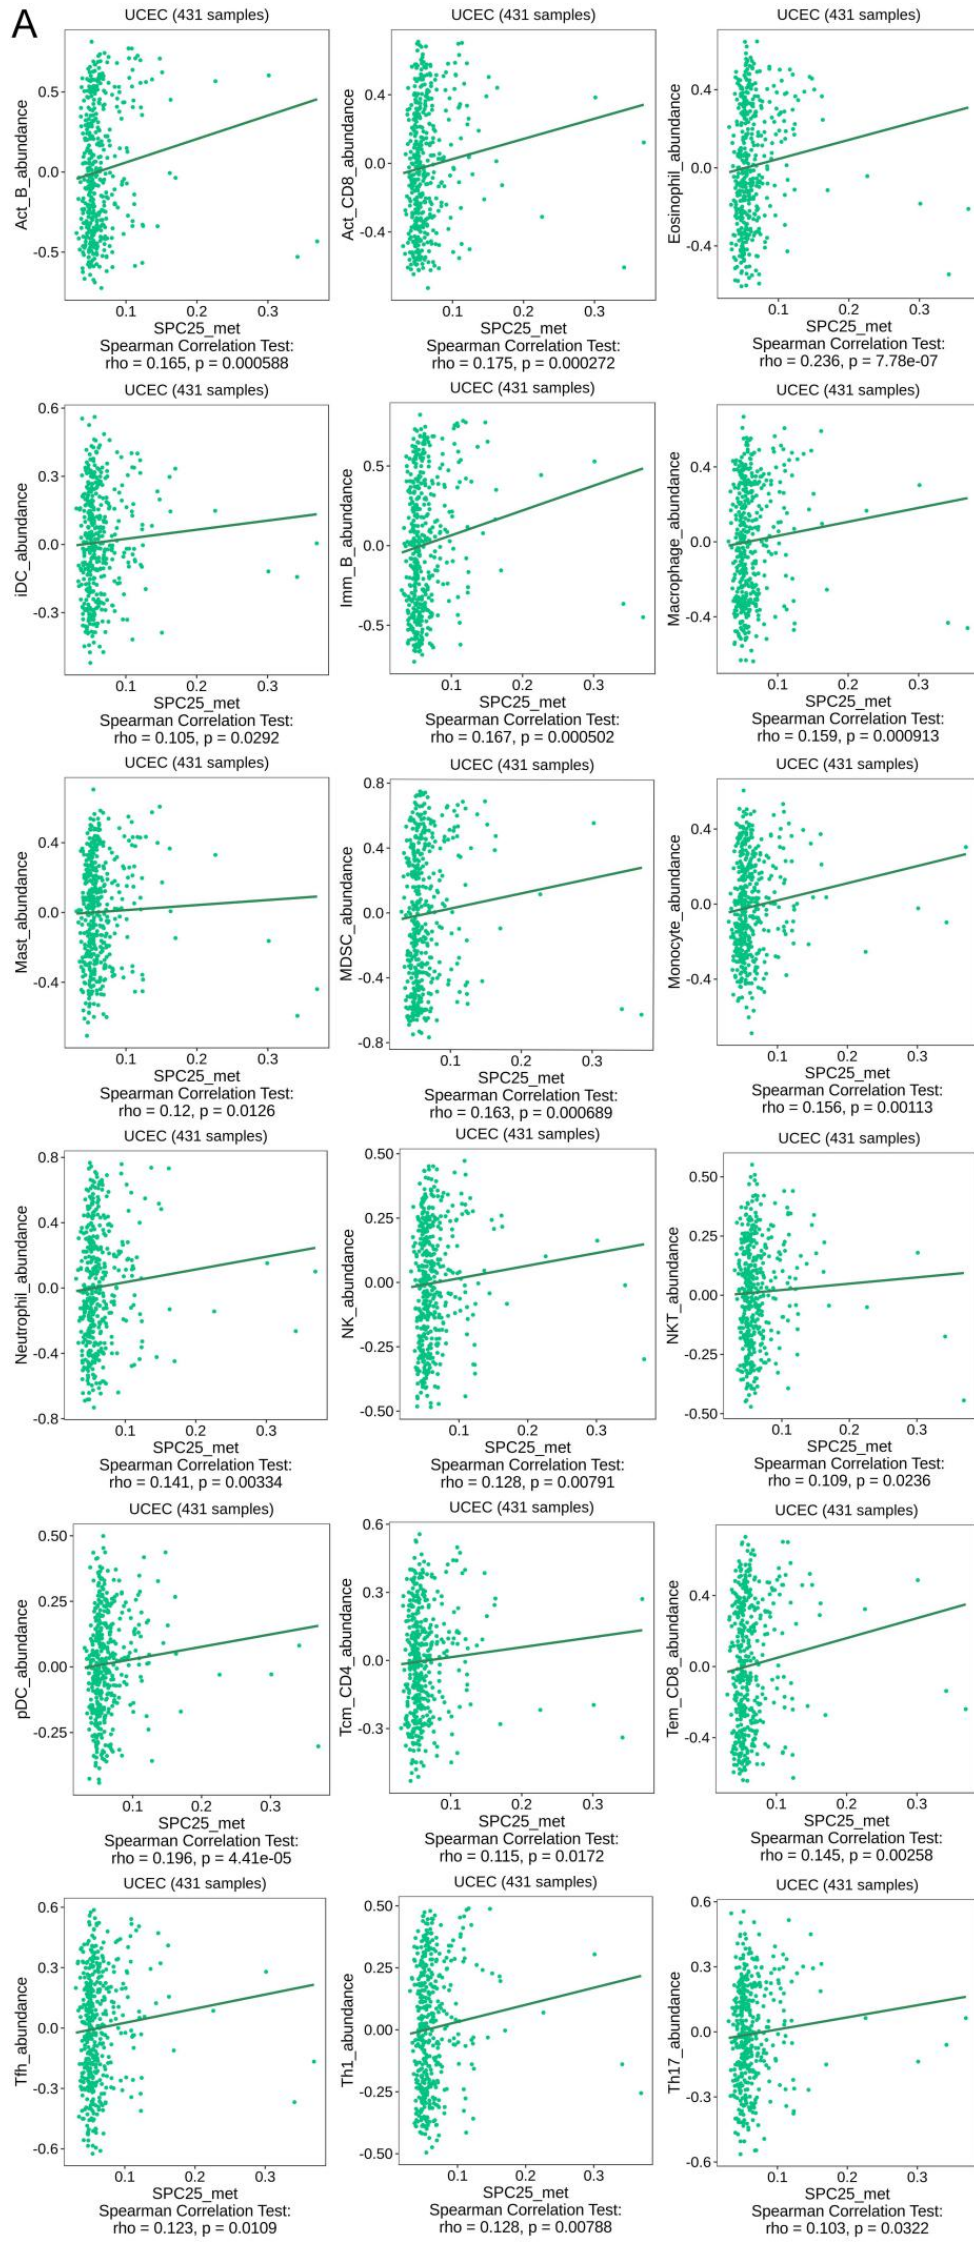 A
UCEC (431 samples)
Act_B_abundance
0.5
0.0
-0.5
0.1 0.2 0.3
SPC25_met
Spearman Correlation Test:
rho = 0.165, p = 0.000588
UCEC (431 samples)
Act_CD8_abundance
0.4
0.0
-0.4
0.1 0.2 0.3
SPC25_met
Spearman Correlation Test:
rho = 0.175, p = 0.000272
UCEC (431 samples)
Eosinophil_abundance
0.4
0.0
-0.4
0.1 0.2 0.3
SPC25_met
Spearman Correlation Test:
rho = 0.236, p = 7.78e-07
UCEC (431 samples)
iDC_abundance
0.6
0.3
0.0
-0.3
0.1 0.2 0.3
SPC25_met
Spearman Correlation Test:
rho = 0.105, p = 0.0292
UCEC (431 samples)
Imm_B_abundance
0.5
0.0
-0.5
0.1 0.2 0.3
SPC25_met
Spearman Correlation Test:
rho = 0.167, p = 0.000502
UCEC (431 samples)
Macrophage_abundance
0.4
0.0
-0.4
0.1 0.2 0.3
SPC25_met
Spearman Correlation Test:
rho = 0.159, p = 0.000913
UCEC (431 samples)
Mast_abundance
0.4
0.0
-0.4
0.1 0.2 0.3
SPC25_met
Spearman Correlation Test:
rho = 0.12, p = 0.0126
UCEC (431 samples)
MDSC_abundance
0.8
0.4
0.0
-0.4
-0.8
0.1 0.2 0.3
SPC25_met
Spearman Correlation Test:
rho = 0.163, p = 0.000689
UCEC (431 samples)
Monocyte_abundance
0.4
0.0
-0.4
0.1 0.2 0.3
SPC25_met
Spearman Correlation Test:
rho = 0.156, p = 0.00113
UCEC (431 samples)
Neutrophil_abundance
0.8
0.4
0.0
-0.4
-0.8
0.1 0.2 0.3
SPC25_met
Spearman Correlation Test:
rho = 0.141, p = 0.00334
UCEC (431 samples)
NK_abundance
0.50
0.25
0.00
-0.25
-0.50
0.1 0.2 0.3
SPC25_met
Spearman Correlation Test:
rho = 0.128, p = 0.00791
UCEC (431 samples)
NKT_abundance
0.50
0.25
0.00
-0.25
-0.50
0.1 0.2 0.3
SPC25_met
Spearman Correlation Test:
rho = 0.109, p = 0.0236
UCEC (431 samples)
pDC_abundance
0.50
0.25
0.00
-0.25
0.1 0.2 0.3
SPC25_met
Spearman Correlation Test:
rho = 0.196, p = 4.41e-05
UCEC (431 samples)
Tcm_CD4_abundance
0.6
0.3
0.0
-0.3
0.1 0.2 0.3
SPC25_met
Spearman Correlation Test:
rho = 0.115, p = 0.0172
UCEC (431 samples)
Tem_CD8_abundance
0.4
0.0
-0.4
0.1 0.2 0.3
SPC25_met
Spearman Correlation Test:
rho = 0.145, p = 0.00258
UCEC (431 samples)
Tfh_abundance
0.6
0.3
0.0
-0.3
-0.6
0.1 0.2 0.3
SPC25_met
Spearman Correlation Test:
rho = 0.123, p = 0.0109
UCEC (431 samples)
Th1_abundance
0.50
0.25
0.00
-0.25
-0.50
0.1 0.2 0.3
SPC25_met
Spearman Correlation Test:
rho = 0.128, p = 0.00788
UCEC (431 samples)
Th17_abundance
0.6
0.3
0.0
-0.3
-0.6
0.1 0.2 0.3
SPC25_met
Spearman Correlation Test:
rho = 0.103, p = 0.0322